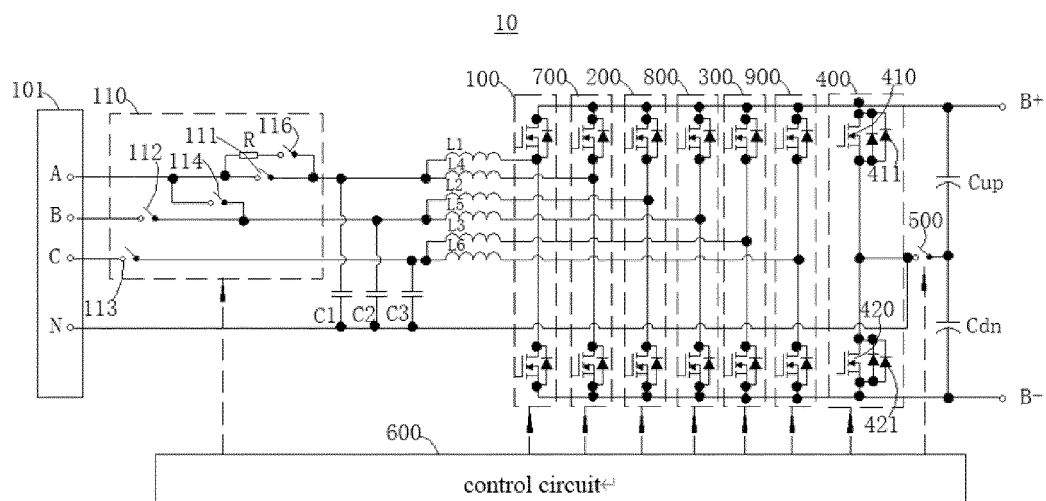 10
101
110
112
111
114
116
R
A
B
C
N
113
C1
C2
C3
L1
L4
L2
L5
L3
L6
100
700
200
800
300
900
400
410
411
500
420
421
Cup
Cdn
B+
B-
600
control circuit↵